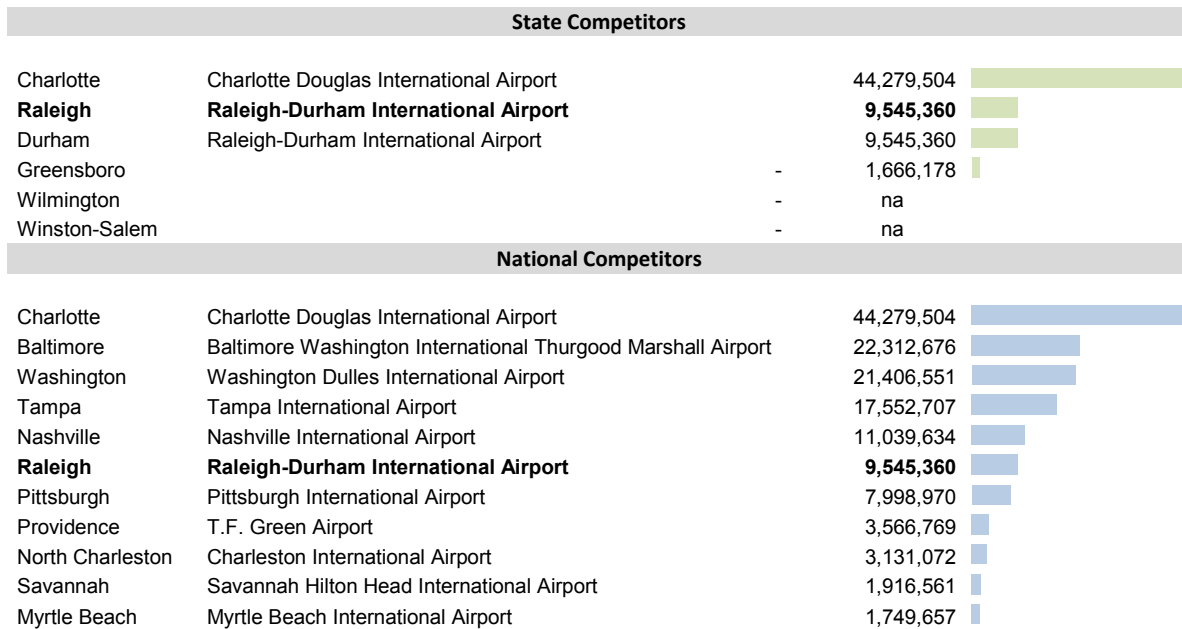 State Competitors
Charlotte Charlotte Douglas International Airport 44,279,504
Raleigh Raleigh-Durham International Airport 9,545,360
Durham Raleigh-Durham International Airport 9,545,360
Greensboro - 1,666,178
Wilmington - na
Winston-Salem - na
National Competitors
Charlotte Charlotte Douglas International Airport 44,279,504
Baltimore Baltimore Washington International Thurgood Marshall Airport 22,312,676
Washington Washington Dulles International Airport 21,406,551
Tampa Tampa International Airport 17,552,707
Nashville Nashville International Airport 11,039,634
Raleigh Raleigh-Durham International Airport 9,545,360
Pittsburgh Pittsburgh International Airport 7,998,970
Providence T.F. Green Airport 3,566,769
North Charleston Charleston International Airport 3,131,072
Savannah Savannah Hilton Head International Airport 1,916,561
Myrtle Beach Myrtle Beach International Airport 1,749,657